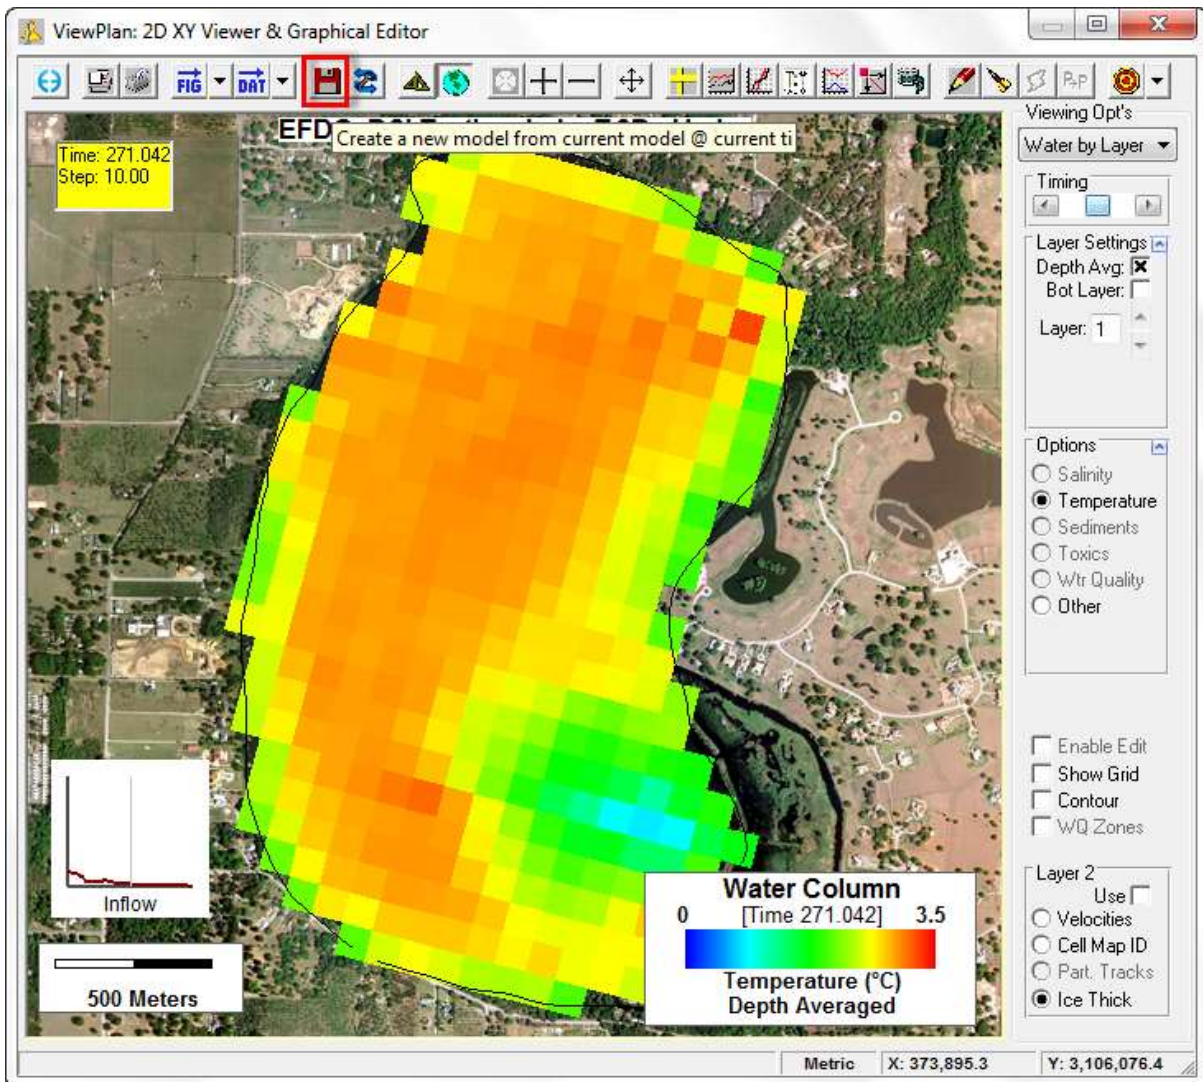 ViewPlan: 2D XY Viewer & Graphical Editor
FIG
DAT
P2P
Create a new model from current model @ current ti
Time: 271.042
Step: 10.00
Inflow
500 Meters
Water Column
0 [Time 271.042] 3.5
Temperature (°C)
Depth Averaged
Viewing Opt's
Water by Layer
Timing
Layer Settings
Depth Avg:
Bot Layer:
Layer: 1
Options
Salinity
Temperature
Sediments
Toxics
Wtr Quality
Other
Enable Edit
Show Grid
Contour
WQ Zones
Layer 2
Use
Velocities
Cell Map ID
Part. Tracks
Ice Thick
Metric X: 373,895.3 Y: 3,106,076.4